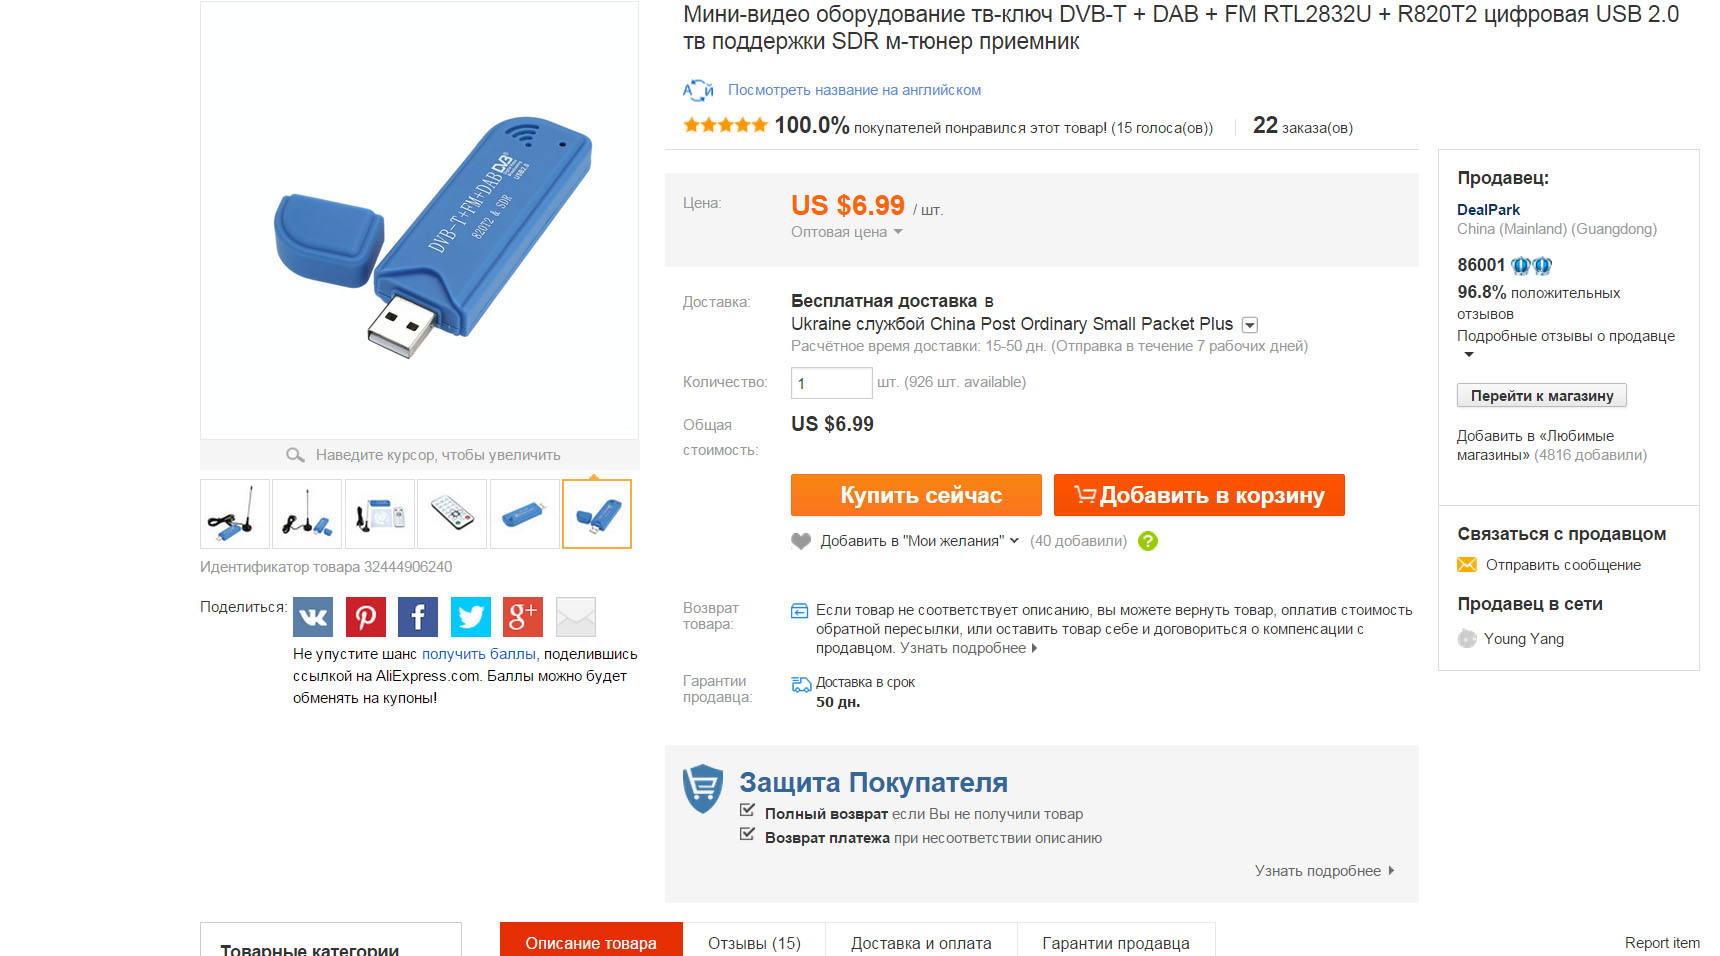 Мини-видео оборудование тв-ключ DVB-T + DAB + FM RTL2832U + R820T2 цифровая USB 2.0
тв поддержки SDR м-тюнер приемник
Посмотреть название на английском
100.0% покупателей понравился этот товар! (15 голоса(ов))
22 заказа(ов)
DVB-T+FM+DAB
DVB
USB2.0
820T2 & SDR
Наведите курсор, чтобы увеличить
Идентификатор товара 32444906240
Поделиться:
Не упустите шанс получить баллы, поделившись
ссылкой на AliExpress.com. Баллы можно будет
обменять на купоны!
Цена:
US $6.99 / шт.
Оптовая цена
Доставка:
Бесплатная доставка в
Ukraine службой China Post Ordinary Small Packet Plus
Расчётное время доставки: 15-50 дн. (Отправка в течение 7 рабочих дней)
Количество:
1 шт. (926 шт. available)
Общая
стоимость:
US $6.99
Купить сейчас
Добавить в корзину
Добавить в "Мои желания" (40 добавили) ?
Возврат
товара:
Если товар не соответствует описанию, вы можете вернуть товар, оплатив стоимость
обратной пересылки, или оставить товар себе и договориться о компенсации с
продавцом. Узнать подробнее
Гарантии
продавца:
Доставка в срок
50 дн.
Защита Покупателя
Полный возврат если Вы не получили товар
Возврат платежа при несоответствии описанию
Узнать подробнее
Продавец:
DealPark
China (Mainland) (Guangdong)
86001
96.8% положительных
отзывов
Подробные отзывы о продавце
Перейти к магазину
Добавить в «Любимые
магазины» (4816 добавили)
Связаться с продавцом
Отправить сообщение
Продавец в сети
Young Yang
Товарные категории
Описание товара
Отзывы (15)
Доставка и оплата
Гарантии продавца
Report item